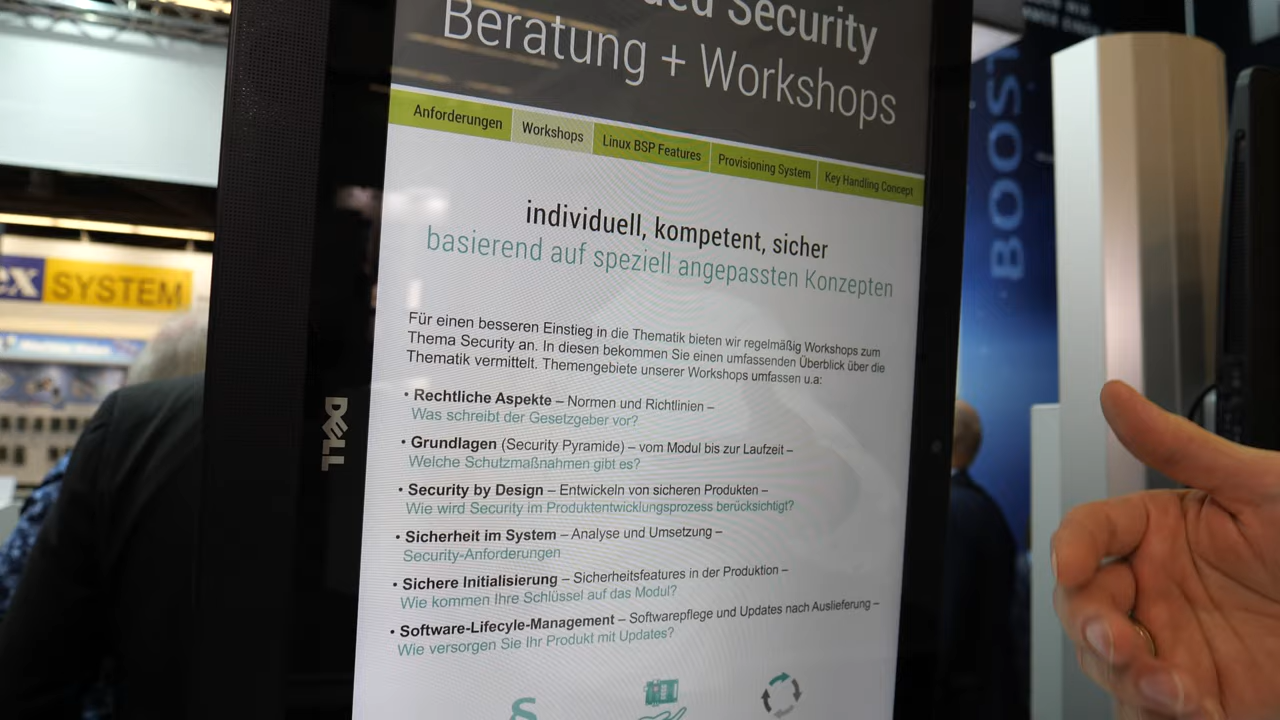 Security
Beratung + Workshops
Anforderungen
Workshops
Linux BSP Features
Provisioning System
Key Handling Concept
individuell, kompetent, sicher
basierend auf speziell angepassten Konzepten
Für einen besseren Einstieg in die Thematik bieten wir regelmäßig Workshops zum
Thema Security an. In diesen bekommen Sie einen umfassenden Überblick über die
Thematik vermittelt. Themengebiete unserer Workshops umfassen u.a:
• Rechtliche Aspekte – Normen und Richtlinien –
Was schreibt der Gesetzgeber vor?
• Grundlagen (Security Pyramide) – vom Modul bis zur Laufzeit –
Welche Schutzmaßnahmen gibt es?
• Security by Design – Entwickeln von sicheren Produkten –
Wie wird Security im Produktentwicklungsprozess berücksichtigt?
• Sicherheit im System – Analyse und Umsetzung –
Security-Anforderungen
• Sichere Initialisierung – Sicherheitsfeatures in der Produktion –
Wie kommen Ihre Schlüssel auf das Modul?
• Software-Lifecyle-Management – Softwarepflege und Updates nach Auslieferung –
Wie versorgen Sie Ihr Produkt mit Updates?
DELL
ex SYSTEM
BOOST